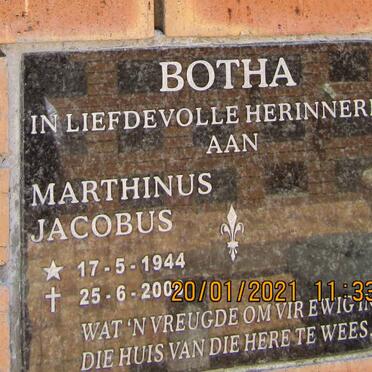 BOTHA
IN LIEFDEVOLLE HERINNERI
AAN
MARTHINUS
JACOBUS
17-5-1944
25-6-200
20/01/2021 11:33
WAT 'N VREUGDE OM VIR EWIG IN
DIE HUIS VAN DIE HERE TE WEES.